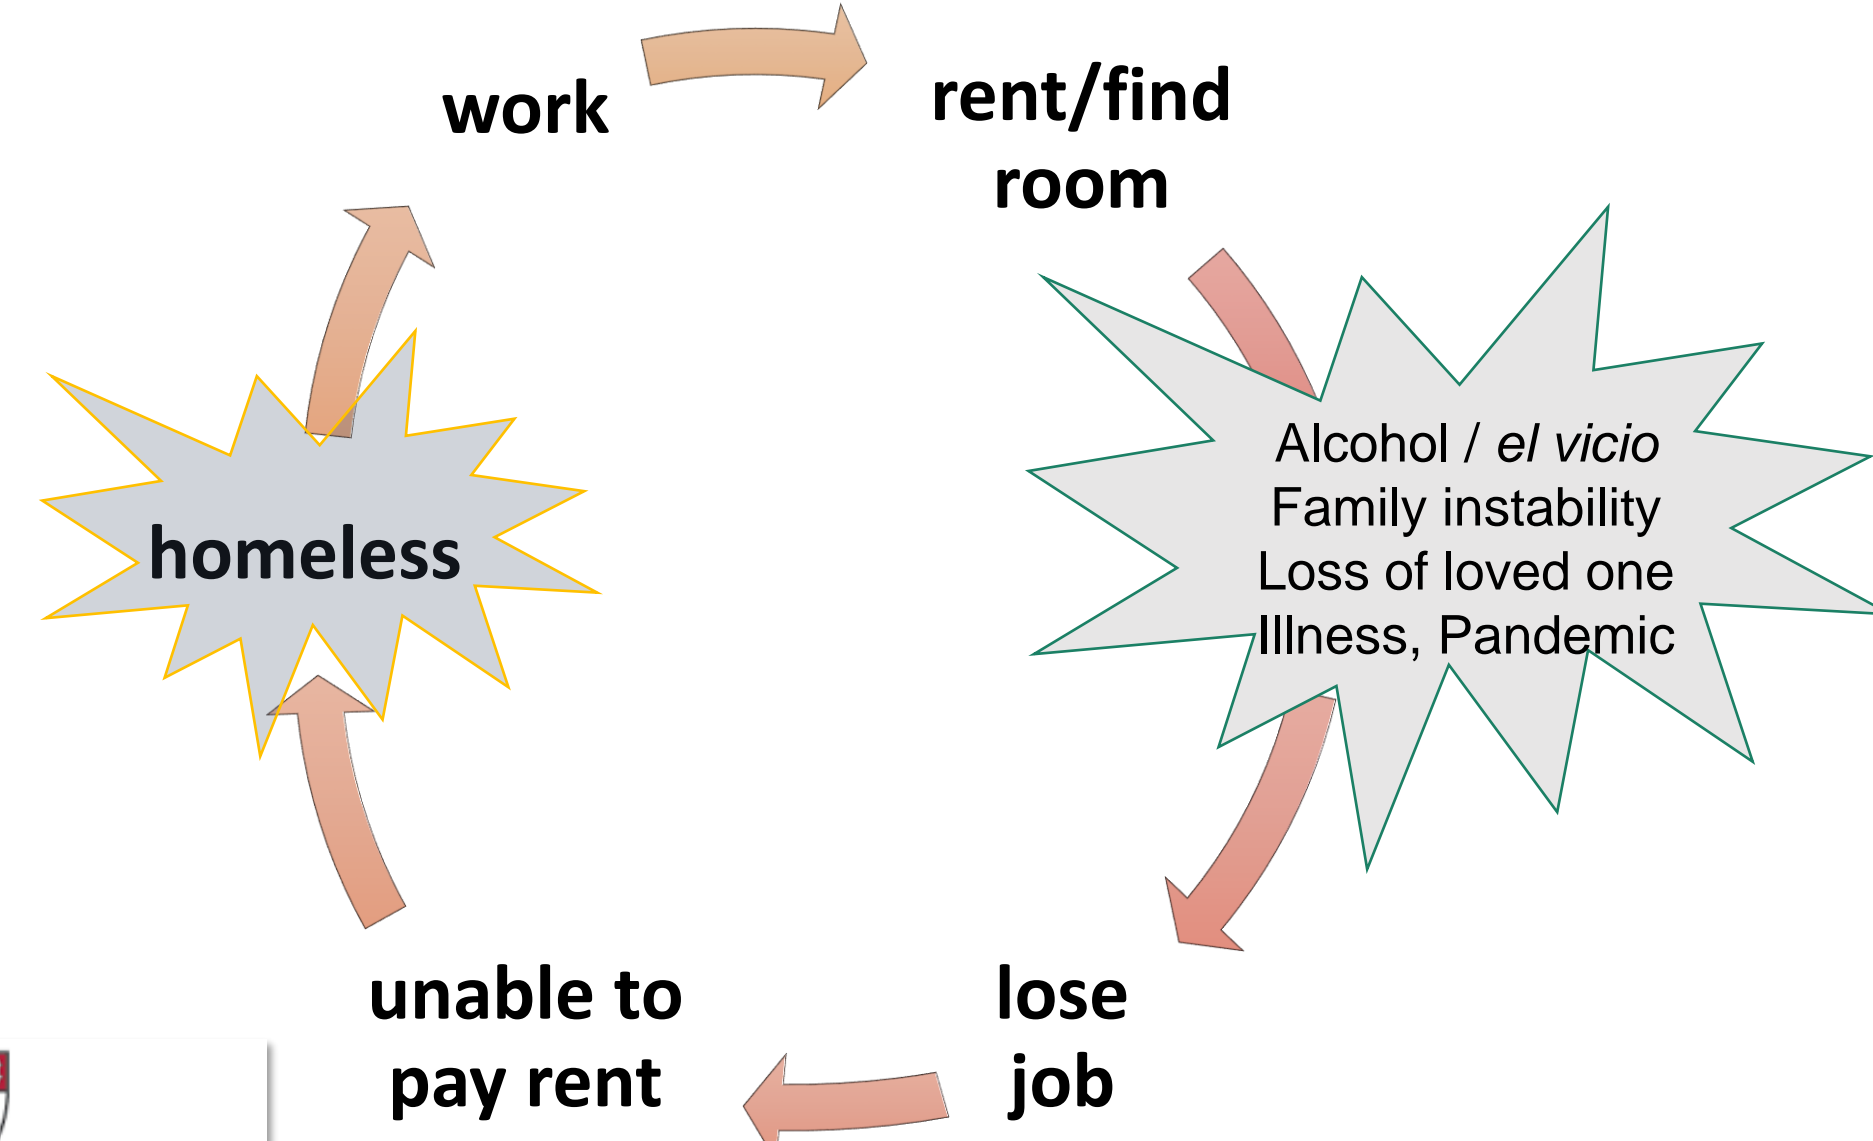 work
rent/find
room
Alcohol / el vicio
Family instability
Loss of loved one
Illness, Pandemic
lose
job
unable to
pay rent
homeless